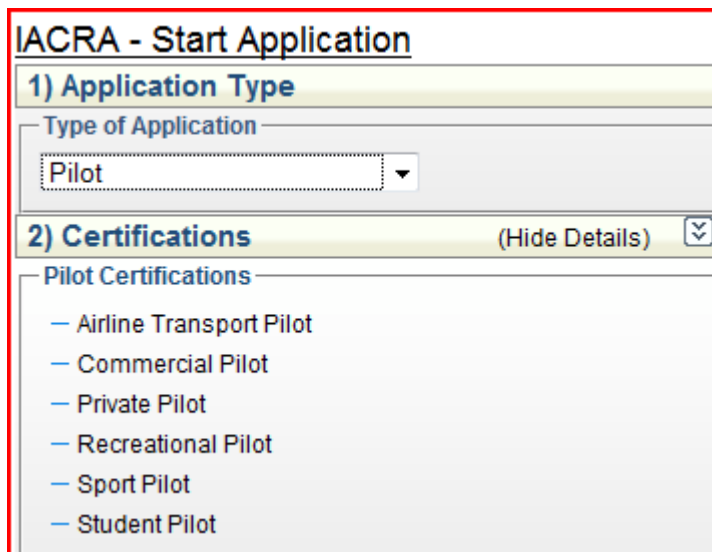 IACRA - Start Application
1) Application Type
Type of Application
Pilot
2) Certifications (Hide Details)
Pilot Certifications
Airline Transport Pilot
Commercial Pilot
Private Pilot
Recreational Pilot
Sport Pilot
Student Pilot